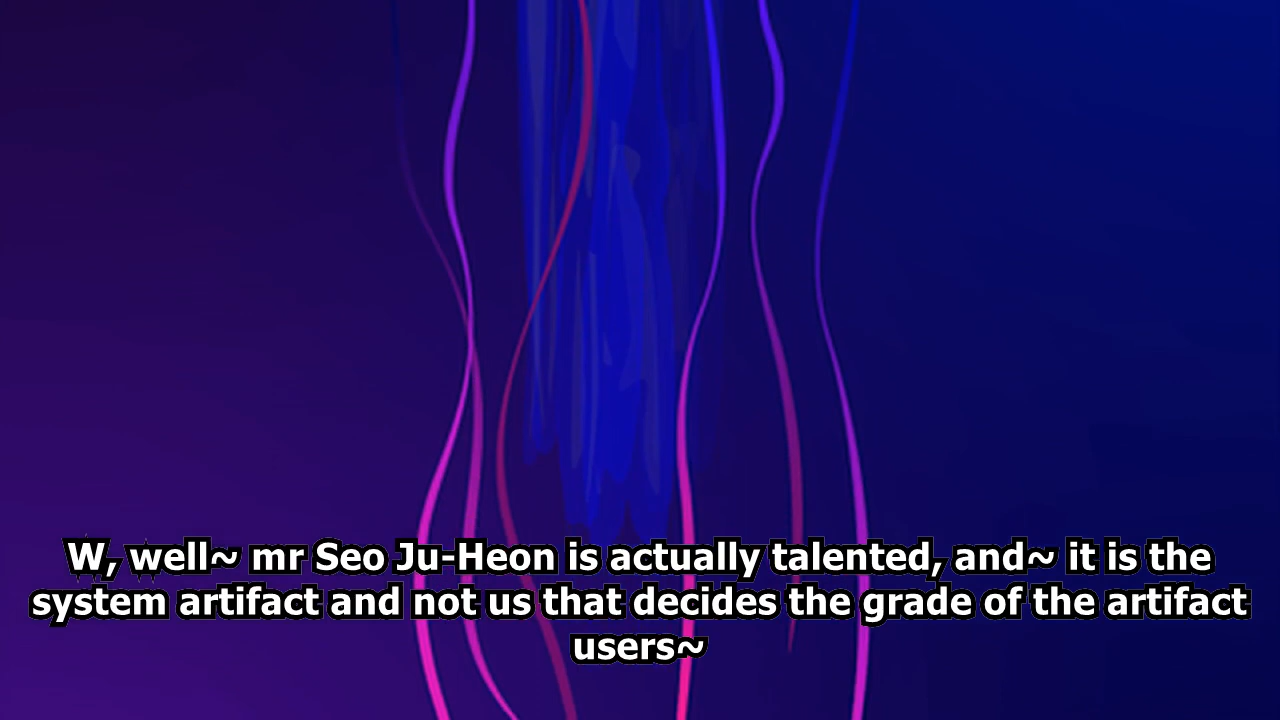 W, well~ mr Seo Ju-Heon is actually talented, and~ it is the
system artifact and not us that decides the grade of the artifact
users~